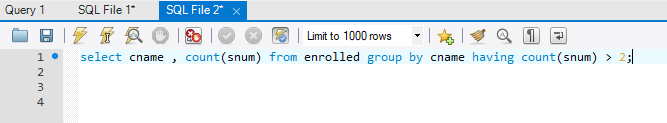 Query 1 SQL File 1* SQL File 2* ×
Limit to 1000 rows
1 select cname , count(snum) from enrolled group by cname having count(snum) > 2;
2
3
4